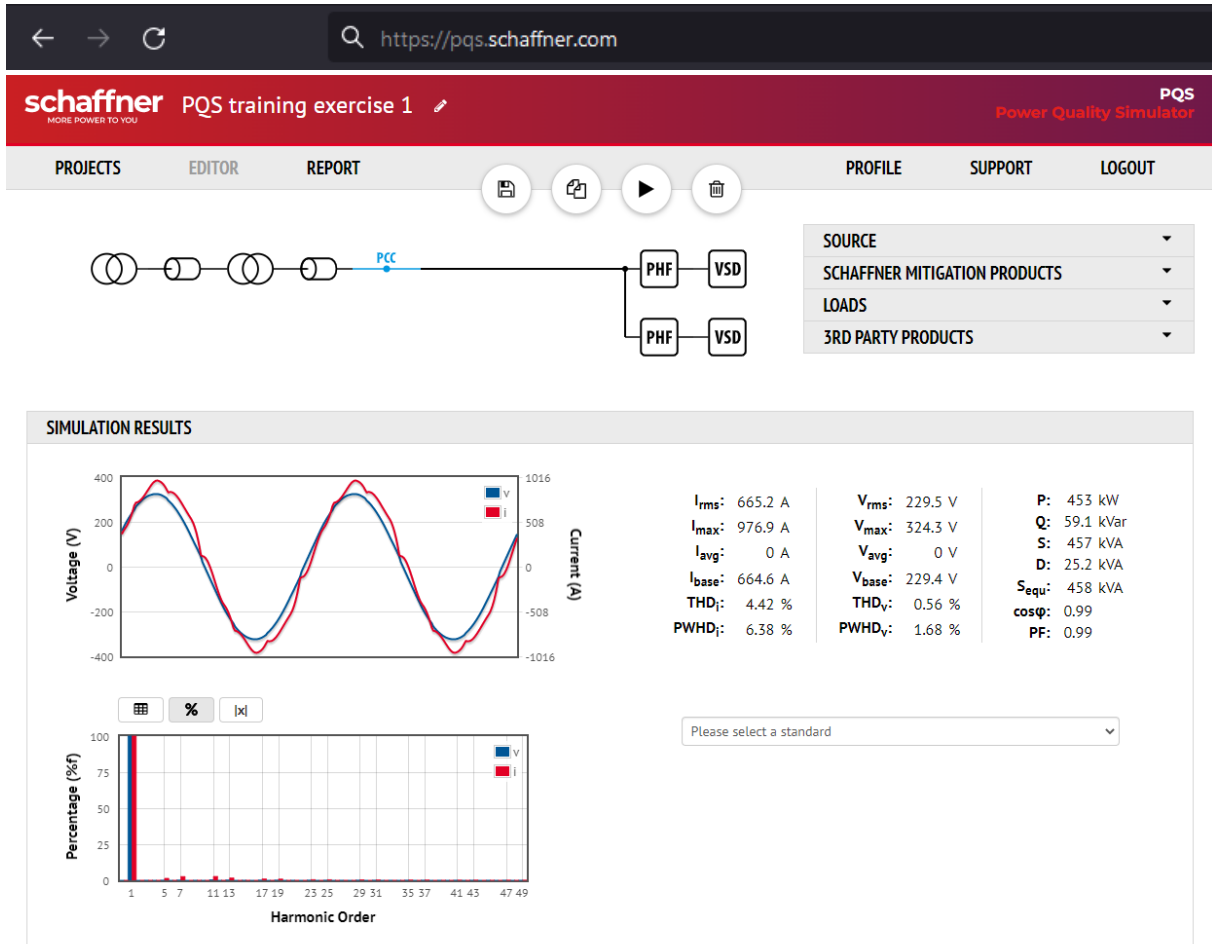 https://pqs.schaffner.com
schaffner PQS training exercise 1
MORE POWER TO YOU
PQS
Power Quality Simulator
PROJECTS EDITOR REPORT PROFILE SUPPORT LOGOUT
PCC
PHF VSD
PHF VSD
SOURCE
SCHAFFNER MITIGATION PRODUCTS
LOADS
3RD PARTY PRODUCTS
SIMULATION RESULTS
Voltage (V)
400
200
0
-200
-400
v
i
1016
508
0
-508
-1016
Current (A)
Irms: 665.2 A
Imax: 976.9 A
Iavg: 0 A
Ibase: 664.6 A
THDi: 4.42 %
PWHDi: 6.38 %
Vrms: 229.5 V
Vmax: 324.3 V
Vavg: 0 V
Vbase: 229.4 V
THDv: 0.56 %
PWHDv: 1.68 %
P: 453 kW
Q: 59.1 kVar
S: 457 kVA
D: 25.2 kVA
Sequ: 458 kVA
cosφ: 0.99
PF: 0.99
% |x|
Please select a standard
Percentage (%f)
100
75
50
25
0
v
i
1 5 7 11 13 17 19 23 25 29 31 35 37 41 43 47 49
Harmonic Order